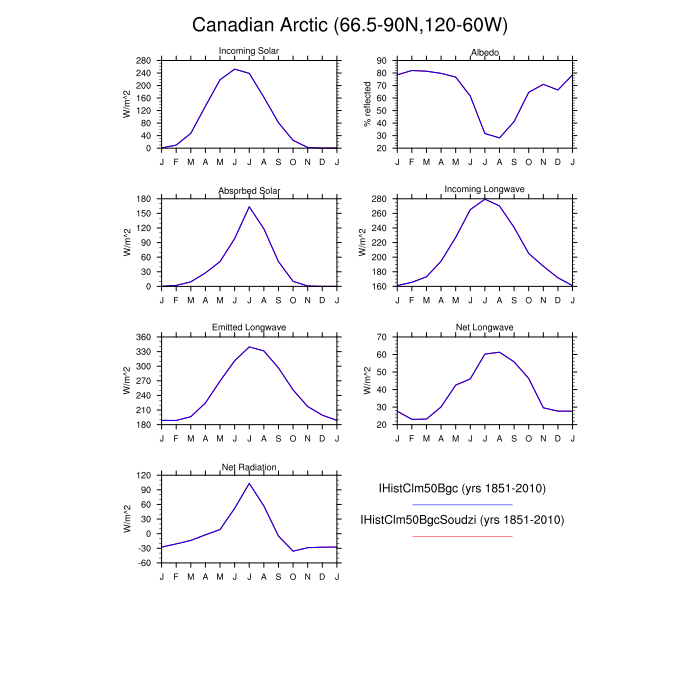 Canadian Arctic (66.5-90N,120-60W)
Incoming Solar
W/m^2
280
240
200
160
120
80
40
0
J F M A M J J A S O N D J
Albedo
% reflected
90
80
70
60
50
40
30
20
J F M A M J J A S O N D J
Absorbed Solar
W/m^2
180
150
120
90
60
30
0
J F M A M J J A S O N D J
Incoming Longwave
W/m^2
280
260
240
220
200
180
160
J F M A M J J A S O N D J
Emitted Longwave
W/m^2
360
330
300
270
240
210
180
J F M A M J J A S O N D J
Net Longwave
W/m^2
70
60
50
40
30
20
J F M A M J J A S O N D J
Net Radiation
W/m^2
120
90
60
30
0
-30
-60
J F M A M J J A S O N D J
IHistClm50Bgc (yrs 1851-2010)
IHistClm50BgcSoudzi (yrs 1851-2010)